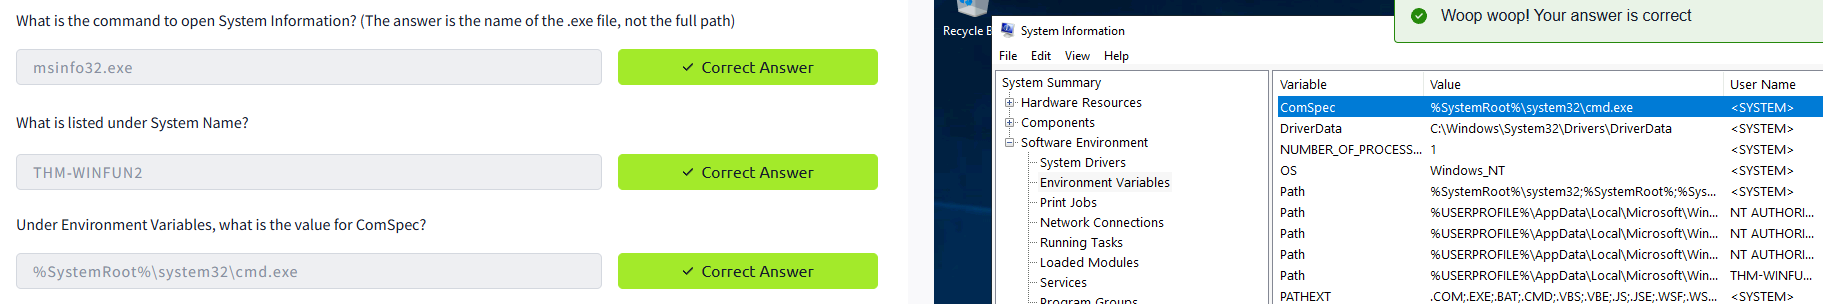 What is the command to open System Information? (The answer is the name of the .exe file, not the full path)
msinfo32.exe
Correct Answer
What is listed under System Name?
THM-WINFUN2
Correct Answer
Under Environment Variables, what is the value for ComSpec?
%SystemRoot%\system32\cmd.exe
Correct Answer
Recycle B
System Information
Woop woop! Your answer is correct
File Edit View Help
System Summary
Hardware Resources
Components
Software Environment
System Drivers
Environment Variables
Print Jobs
Network Connections
Running Tasks
Loaded Modules
Services
Program Groups
Variable Value User Name
ComSpec %SystemRoot%\system32\cmd.exe <SYSTEM>
DriverData C:\Windows\System32\Drivers\DriverData <SYSTEM>
NUMBER_OF_PROCESS... 1 <SYSTEM>
OS Windows_NT <SYSTEM>
Path %SystemRoot%\system32;%SystemRoot%;%Sys... <SYSTEM>
Path %USERPROFILE%\AppData\Local\Microsoft\Win... NT AUTHORI...
Path %USERPROFILE%\AppData\Local\Microsoft\Win... NT AUTHORI...
Path %USERPROFILE%\AppData\Local\Microsoft\Win... NT AUTHORI...
Path %USERPROFILE%\AppData\Local\Microsoft\Win... THM-WINFU...
PATHEXT .COM;.EXE;.BAT;.CMD;.VBS;.VBE;.JS;.JSE;.WSF;.WS... <SYSTEM>